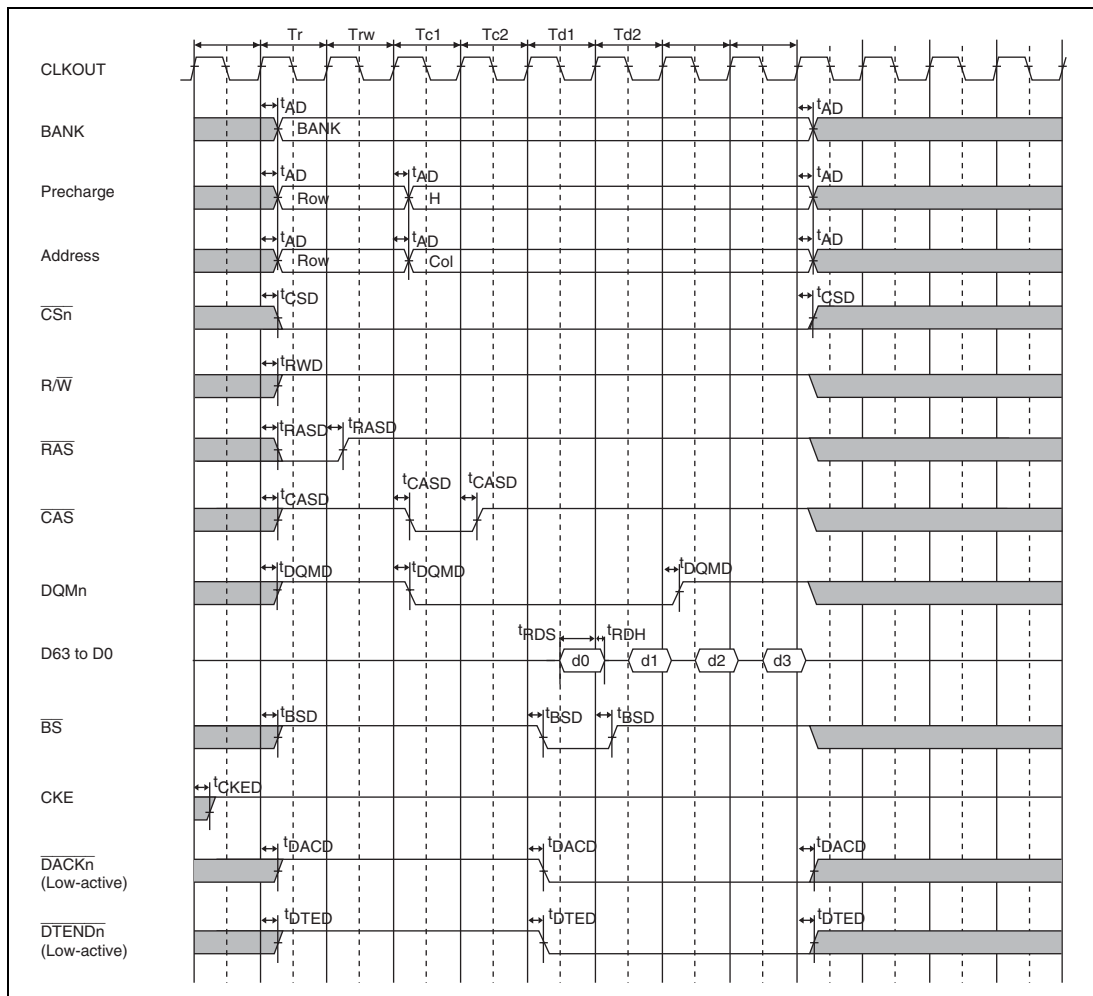 Tr Trw Tc1 Tc2 Td1 Td2
CLKOUT
tAD tAD
BANK BANK
tAD tAD tAD
Precharge Row H
tAD tAD tAD
Address Row Col
tCSD tCSD
CSn
tRWD
R/W
tRASD tRASD
RAS
tCASD tCASD tCASD
CAS
tDQMD tDQMD tDQMD
DQMn
tRDS tRDH
D63 to D0 d0 d1 d2 d3
tBSD tBSD tBSD
BS
tCKED
CKE
tDACD tDACD tDACD
DACKn
(Low-active)
tDTED tDTED tDTED
DTENDn
(Low-active)